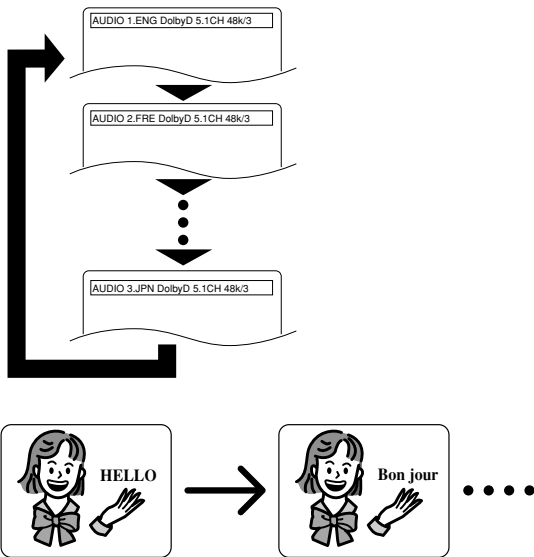 AUDIO 1.ENG DolbyD 5.1CH 48k/3
AUDIO 2.FRE DolbyD 5.1CH 48k/3
AUDIO 3.JPN DolbyD 5.1CH 48k/3
HELLO
Bon jour